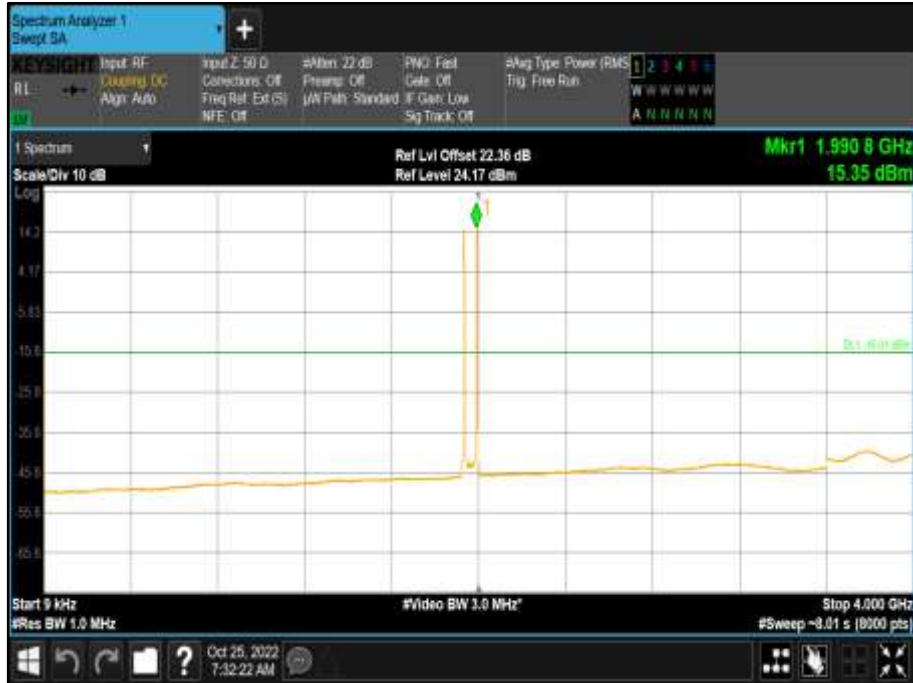 Spectrum Analyzer 1
Swept SA
+
KEYSIGHT
RL
Input: RF
Coupling: DC
Align: Auto
Input Z: 50 Ω
Corrections: Off
Freq Ref: Ext (S)
NFE: Off
#Atten: 22 dB
Preamp: Off
µW Path: Standard
PNO: Fast
Gate: Off
IF Gain: Low
Sig Track: Off
#Avg Type: Power (RMS
Trig: Free Run
1 2 3 4 5 6
W W W W W W
A N N N N N
1 Spectrum
Scale/Div 10 dB
Ref Lvl Offset 22.36 dB
Ref Level 24.17 dBm
Mkr1 1.990 8 GHz
15.35 dBm
Log
1
14.2
4.17
-5.83
-15.8
-25.8
-35.8
-45.8
-55.8
-65.8
Start 9 kHz
#Res BW 1.0 MHz
#Video BW 3.0 MHz*
Stop 4.000 GHz
#Sweep ~8.01 s (8000 pts)
?
Oct 25, 2022
7:32:22 AM